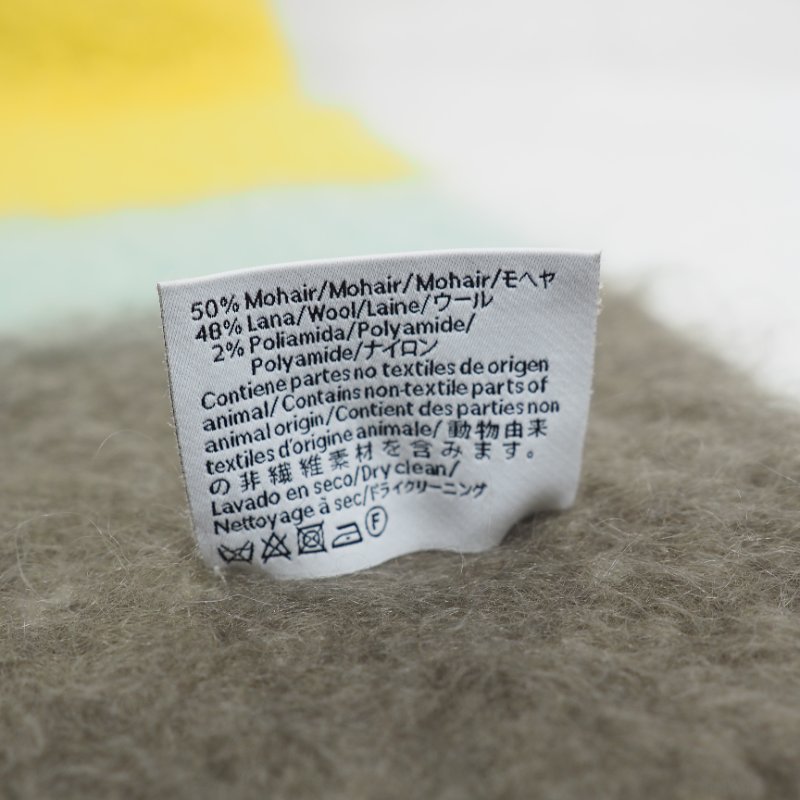 50% Mohair/Mohair/Mohair/モヘヤ
48% Lana/Wool/Laine/ウール
2% Poliamida/Polyamide/
Polyamide/ナイロン
Contiene partes no textiles de origen
animal/Contains non-textile parts of
animal origin/Contient des parties non
textiles d'origine animale/動物由来
の非繊維素材を含みます。
Lavado en seco/Dry clean/
Nettoyage à sec/ドライクリーニング
F